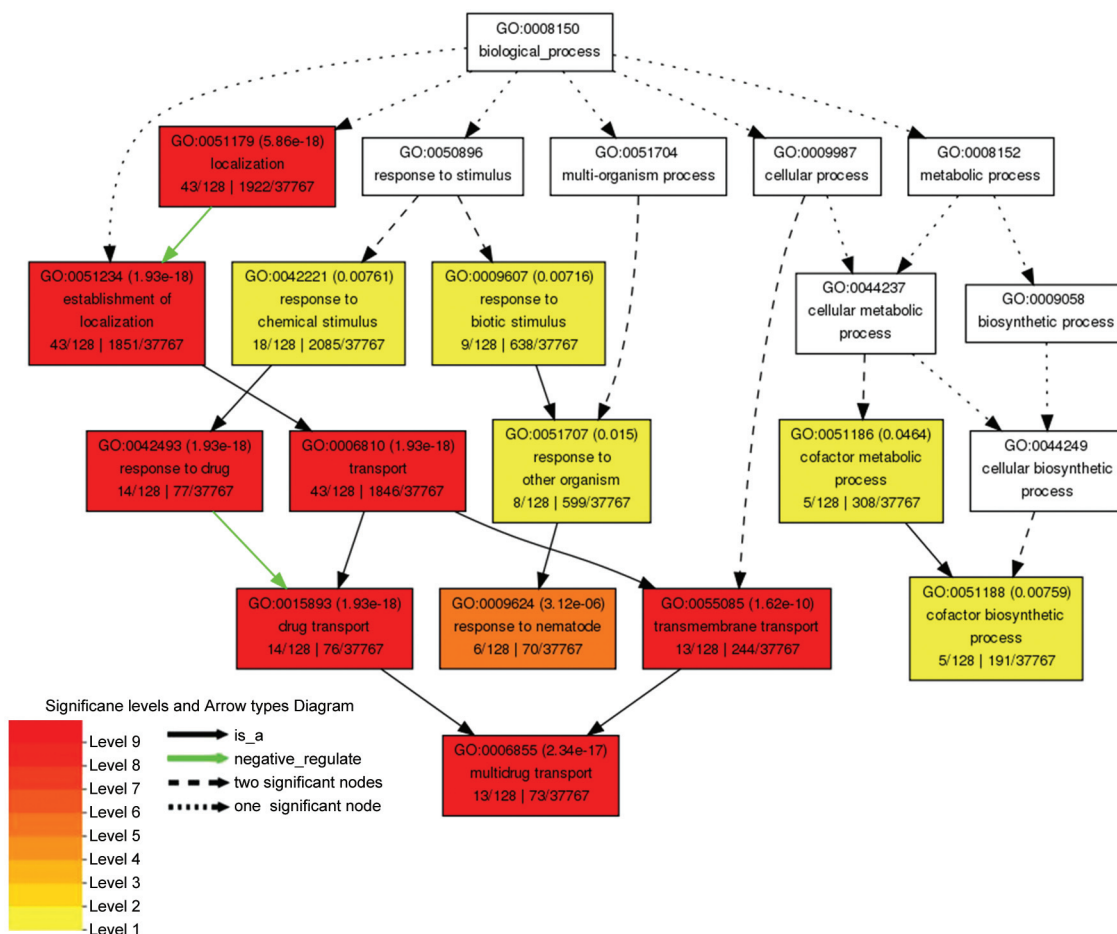 GO:0008150
biological_process
GO:0051179 (5.86e-18)
localization
43/128 | 1922/37767
GO:0050896
response to stimulus
GO:0051704
multi-organism process
GO:0009987
cellular process
GO:0008152
metabolic process
GO:0051234 (1.93e-18)
establishment of
localization
43/128 | 1851/37767
GO:0042221 (0.00761)
response to
chemical stimulus
18/128 | 2085/37767
GO:0009607 (0.00716)
response to
biotic stimulus
9/128 | 638/37767
GO:0044237
cellular metabolic
process
GO:0009058
biosynthetic process
GO:0042493 (1.93e-18)
response to drug
14/128 | 77/37767
GO:0006810 (1.93e-18)
transport
43/128 | 1846/37767
GO:0051707 (0.015)
response to
other organism
8/128 | 599/37767
GO:0051186 (0.0464)
cofactor metabolic
process
5/128 | 308/37767
GO:0044249
cellular biosynthetic
process
GO:0015893 (1.93e-18)
drug transport
14/128 | 76/37767
GO:0009624 (3.12e-06)
response to nematode
6/128 | 70/37767
GO:0055085 (1.62e-10)
transmembrane transport
13/128 | 244/37767
GO:0051188 (0.00759)
cofactor biosynthetic
process
5/128 | 191/37767
GO:0006855 (2.34e-17)
multidrug transport
13/128 | 73/37767
Significane levels and Arrow types Diagram
Level 9
Level 8
Level 7
Level 6
Level 5
Level 4
Level 3
Level 2
Level 1
is_a
negative_regulate
two significant nodes
one significant node